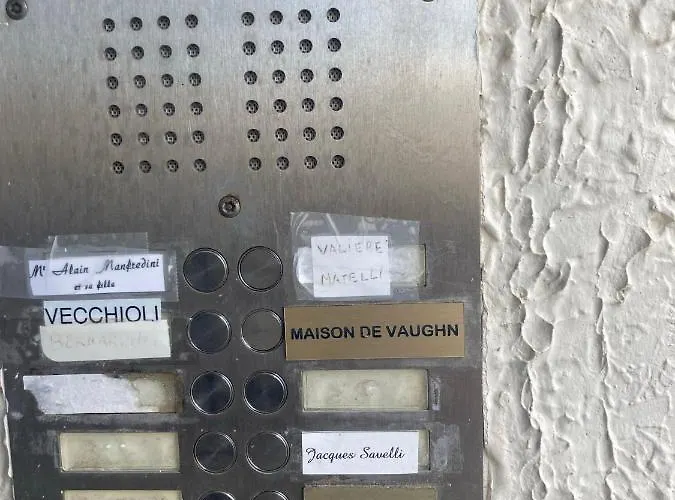 Mr Alain Manfredini
et sa fille
VALIERE
MATELLI
VECCHIOLI
MAISON DE VAUGHN
Jacques Savelli